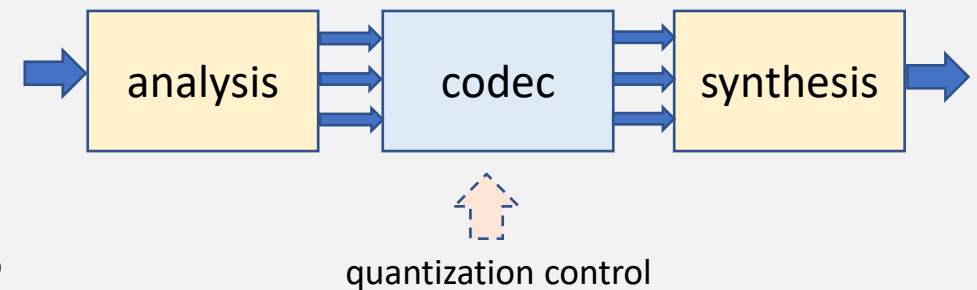 analysis
codec
synthesis
quantization control